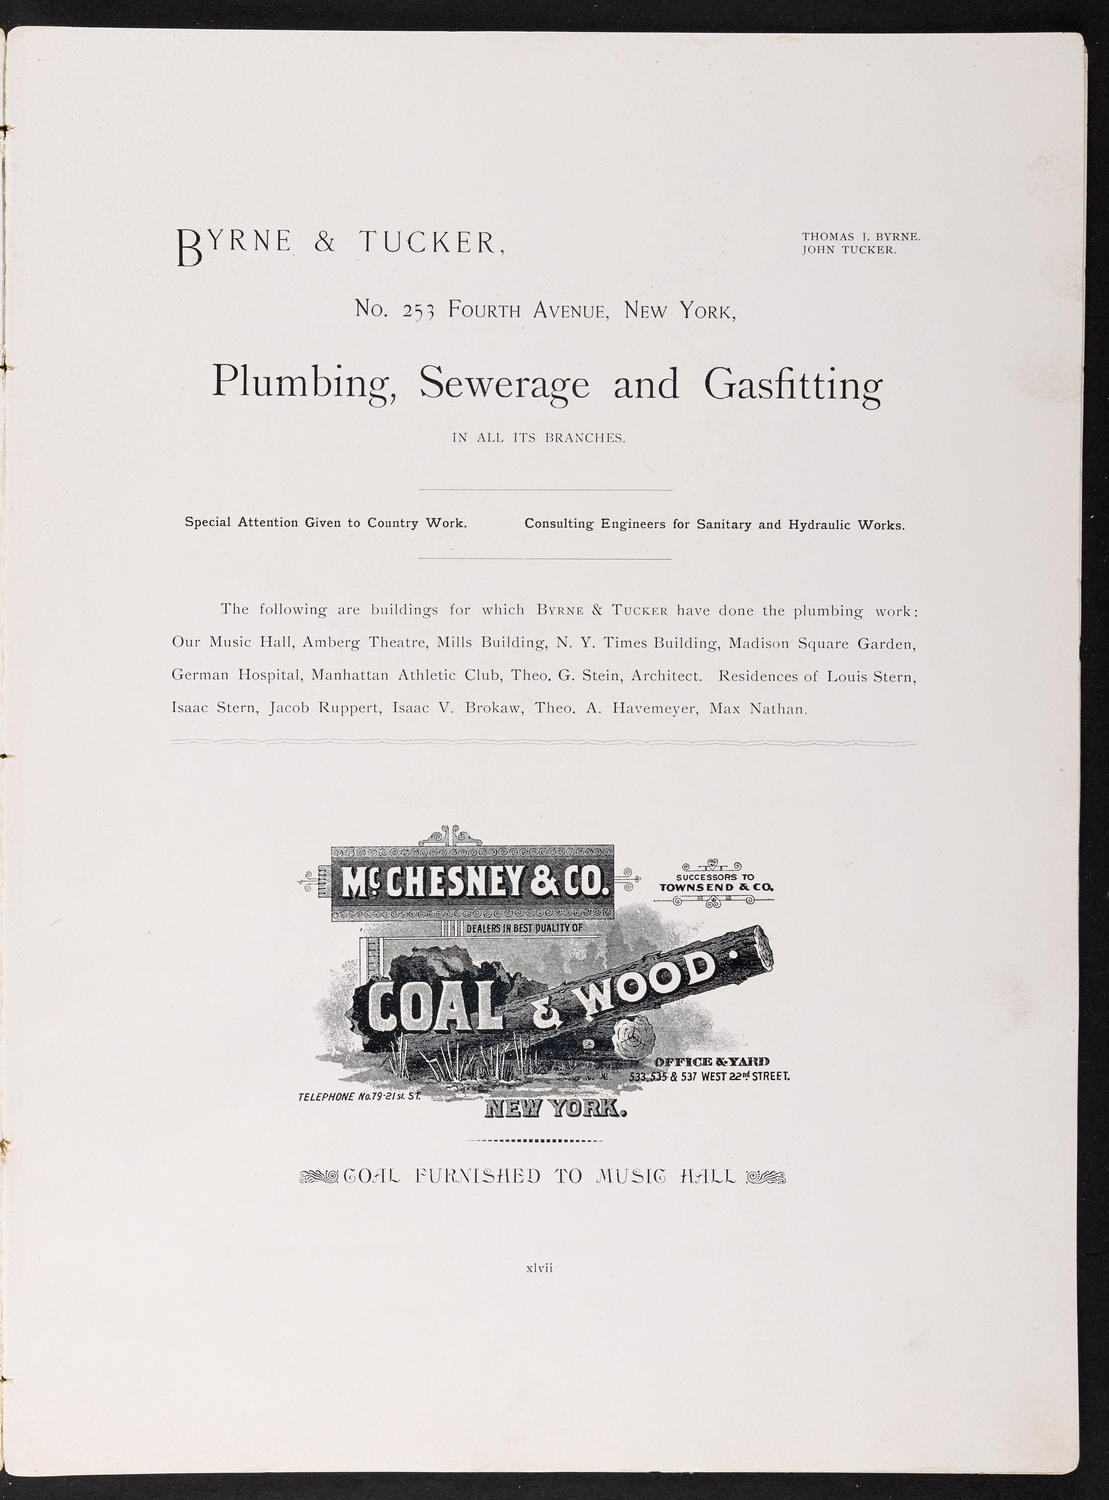 BYRNE & TUCKER,
THOMAS J. BYRNE.
JOHN TUCKER.
No. 253 Fourth Avenue, New York,
Plumbing, Sewerage and Gasfitting
IN ALL ITS BRANCHES.
Special Attention Given to Country Work. Consulting Engineers for Sanitary and Hydraulic Works.
The following are buildings for which Byrne & Tucker have done the plumbing work:
Our Music Hall, Amberg Theatre, Mills Building, N. Y. Times Building, Madison Square Garden,
German Hospital, Manhattan Athletic Club, Theo. G. Stein, Architect. Residences of Louis Stern,
Isaac Stern, Jacob Ruppert, Isaac V. Brokaw, Theo. A. Havemeyer, Max Nathan.
McCHESNEY & CO.
SUCCESSORS TO
TOWNSEND & CO.
DEALERS IN BEST QUALITY OF
COAL & WOOD
OFFICE & YARD
533, 535 & 537 WEST 22nd STREET.
TELEPHONE No. 79-21st. ST.
NEW YORK.
COAL FURNISHED TO MUSIC HALL
xlvii